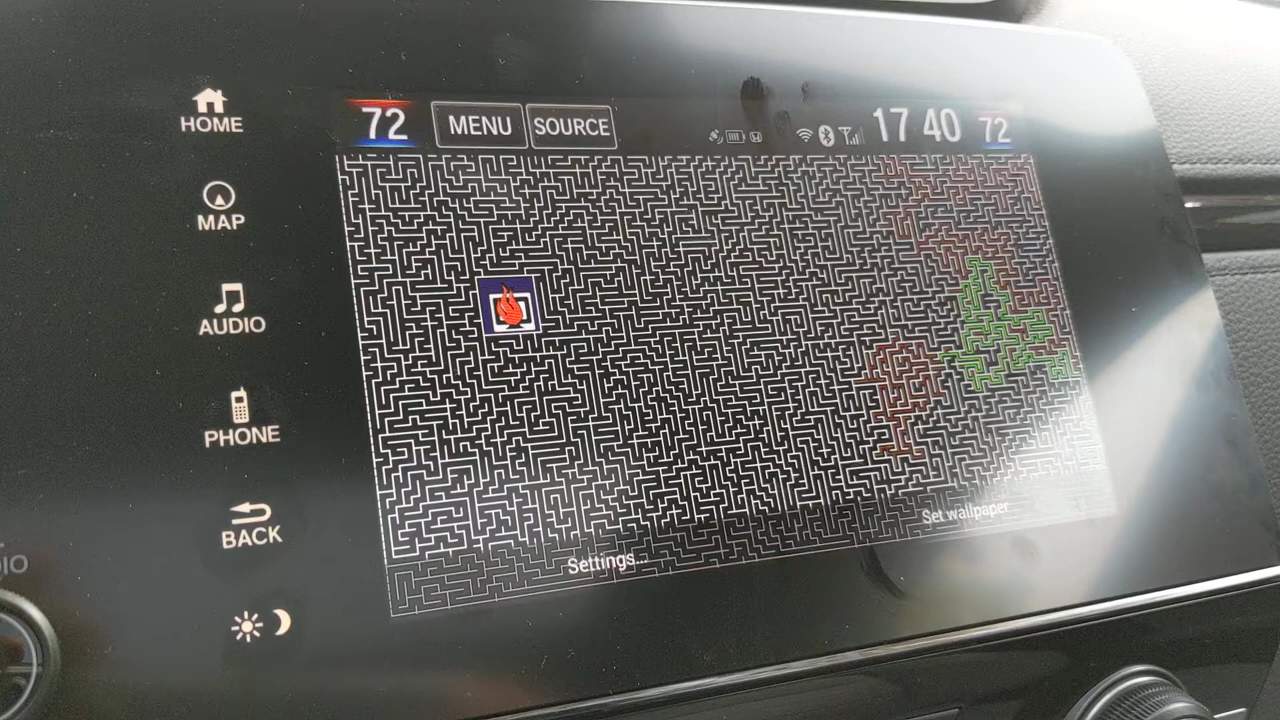 HOME
72 MENU SOURCE 17 40 72
MAP
AUDIO
PHONE
BACK
Set wallpaper
Settings...